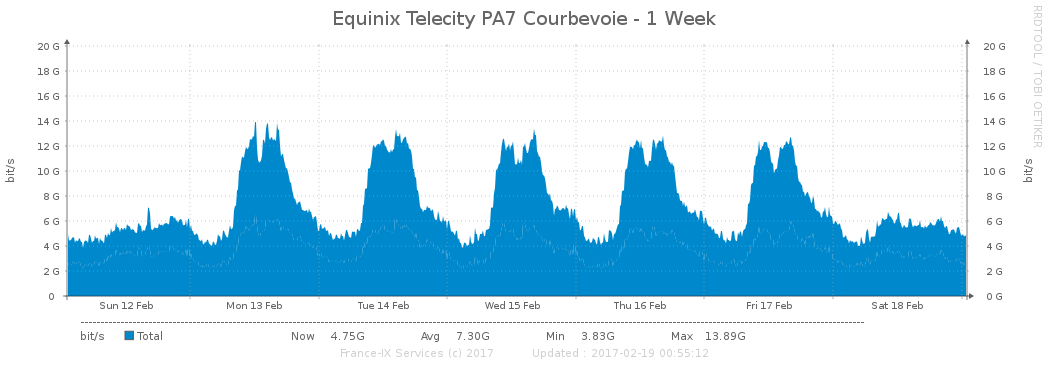 Equinix Telecity PA7 Courbevoie - 1 Week
RRDTOOL / TOBI OETIKER
bit/s
bit/s
20 G 20 G
18 G 18 G
16 G 16 G
14 G 14 G
12 G 12 G
10 G 10 G
8 G 8 G
6 G 6 G
4 G 4 G
2 G 2 G
0 0 G
Sun 12 Feb Mon 13 Feb Tue 14 Feb Wed 15 Feb Thu 16 Feb Fri 17 Feb Sat 18 Feb
bit/s Total Now 4.75G Avg 7.30G Min 3.83G Max 13.89G
France-IX Services (c) 2017 Updated : 2017-02-19 00:55:12